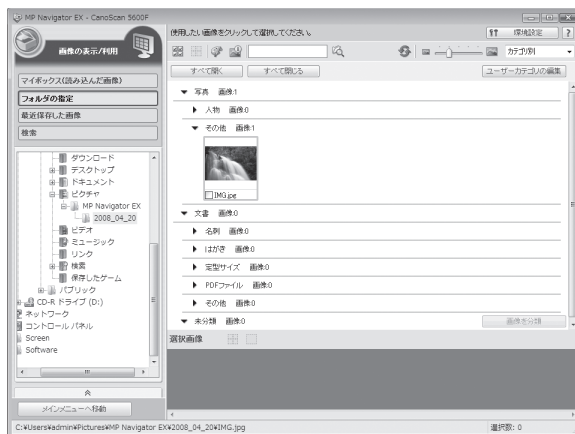 MP Navigator EX - CanoScan 5600F
画像の表示/利用
マイボックス(読み込んだ画像)
フォルダの指定
最近保存した画像
検索
ダウンロード
デスクトップ
ドキュメント
ピクチャ
MP Navigator EX
2008_04_20
ビデオ
ミュージック
リンク
検索
保存したゲーム
パブリック
CD-R ドライブ (D:)
ネットワーク
コントロール パネル
Screen
Software
メインメニューへ移動
使用したい画像をクリックして選択してください。
環境設定
?
カテゴリ別
すべて開く
すべて閉じる
ユーザーカテゴリの編集
写真 画像:1
人物 画像:0
その他 画像:1
IMG.jpg
文書 画像:0
名刺 画像:0
はがき 画像:0
定型サイズ 画像:0
PDFファイル 画像:0
その他 画像:0
未分類 画像:0
画像を分類
選択画像
C:¥Users¥admin¥Pictures¥MP Navigator EX¥2008_04_20¥IMG.jpg
選択数: 0